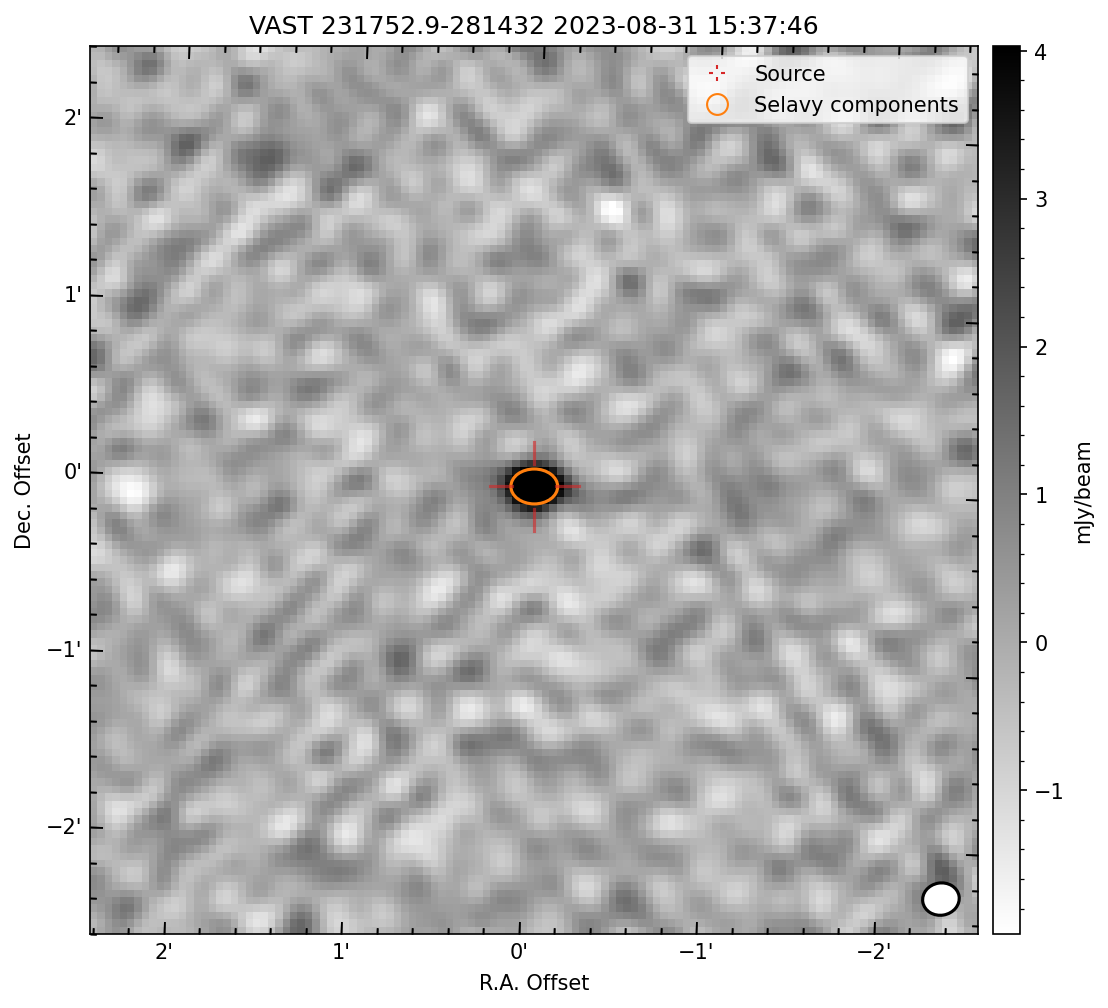 VAST 231752.9-281432 2023-08-31 15:37:46
Source
Selavy components
2'
1'
0'
−1'
−2'
Dec. Offset
2'
1'
0'
−1'
−2'
R.A. Offset
4
3
2
1
0
−1
mJy/beam